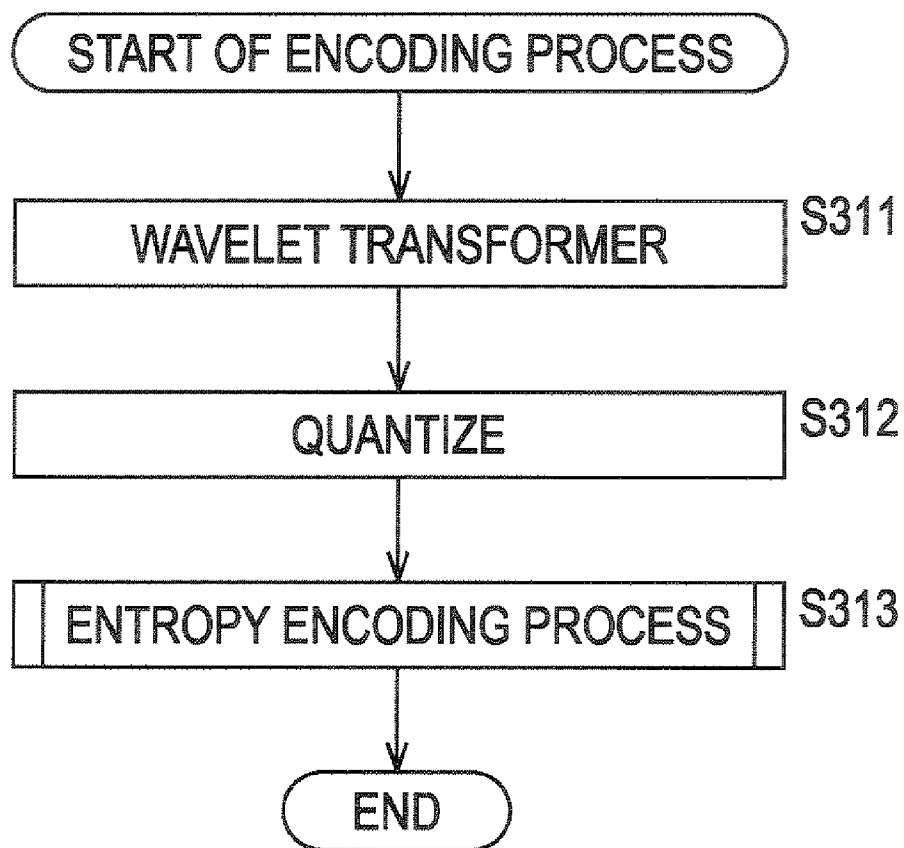 START OF ENCODING PROCESS
WAVELET TRANSFORMER S311
QUANTIZE S312
ENTROPY ENCODING PROCESS S313
END